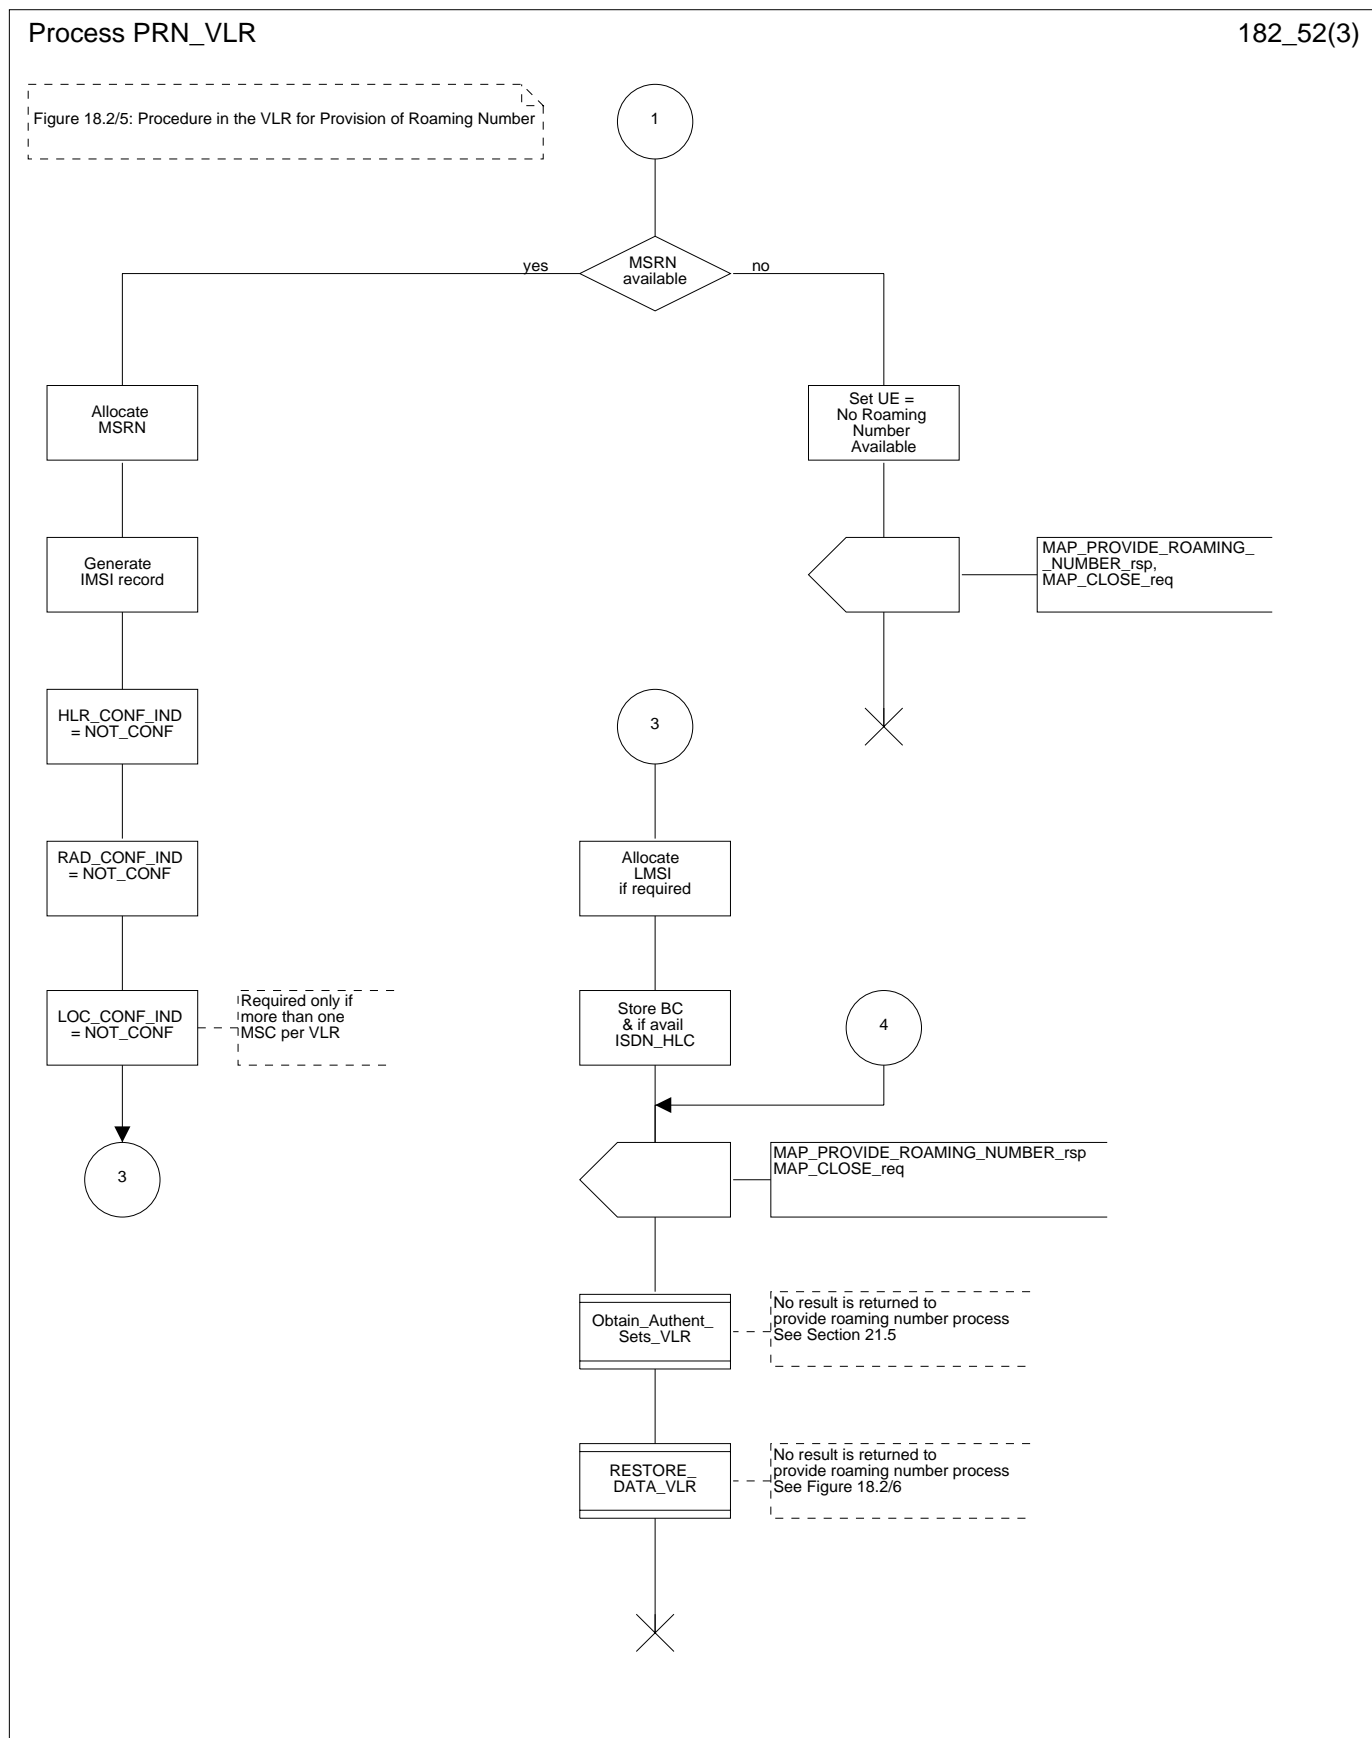 Process PRN_VLR
182_52(3)
Figure 18.2/5: Procedure in the VLR for Provision of Roaming Number
1
yes
MSRN
available
no
Allocate
MSRN
Set UE =
No Roaming
Number
Available
Generate
IMSI record
MAP_PROVIDE_ROAMING_
_NUMBER_rsp,
MAP_CLOSE_req
HLR_CONF_IND
= NOT_CONF
3
RAD_CONF_IND
= NOT_CONF
Allocate
LMSI
if required
LOC_CONF_IND
= NOT_CONF
Required only if
more than one
MSC per VLR
Store BC
& if avail
ISDN_HLC
4
3
MAP_PROVIDE_ROAMING_NUMBER_rsp
MAP_CLOSE_req
Obtain_Authent_
Sets_VLR
No result is returned to
provide roaming number process
See Section 21.5
RESTORE_
DATA_VLR
No result is returned to
provide roaming number process
See Figure 18.2/6